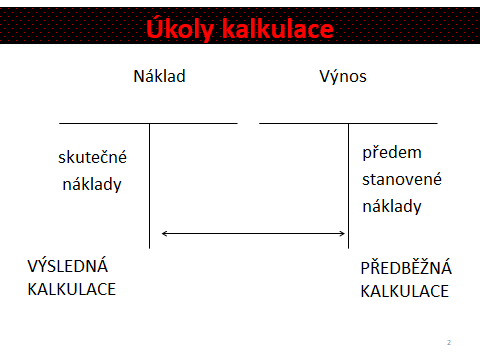 Úkoly kalkulace
Náklad
Výnos
skutečné
náklady
předem
stanovené
náklady
VÝSLEDNÁ
KALKULACE
PŘEDBĚŽNÁ
KALKULACE
2